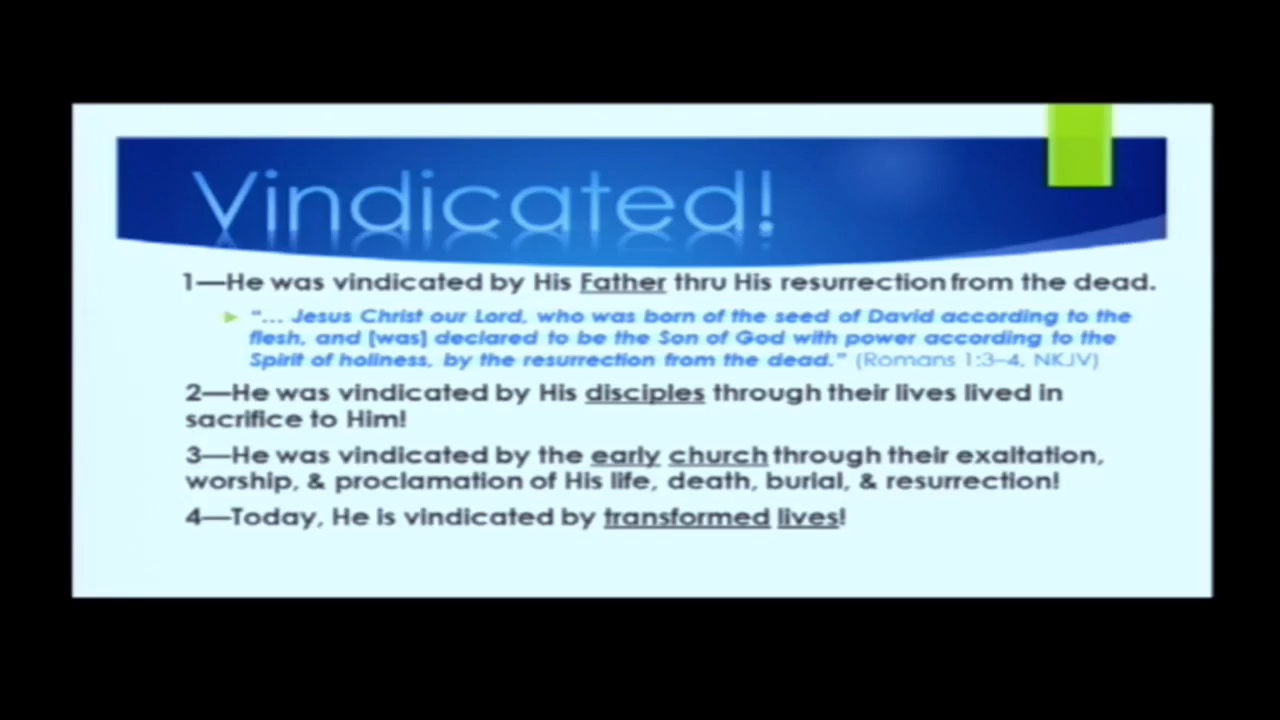 Vindicated!
1—He was vindicated by His Father thru His resurrection from the dead.
"... Jesus Christ our Lord, who was born of the seed of David according to the
flesh, and [was] declared to be the Son of God with power according to the
Spirit of holiness, by the resurrection from the dead." (Romans 1:3–4, NKJV)
2—He was vindicated by His disciples through their lives lived in
sacrifice to Him!
3—He was vindicated by the early church through their exaltation,
worship, & proclamation of His life, death, burial, & resurrection!
4—Today, He is vindicated by transformed lives!